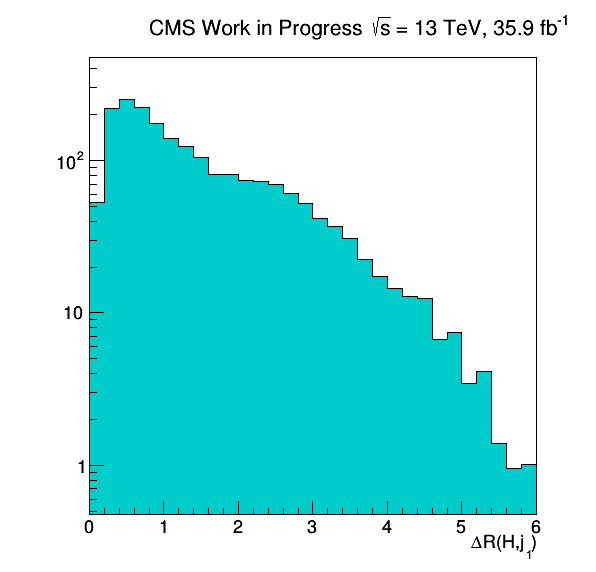 CMS Work in Progress √s = 13 TeV, 35.9 fb⁻¹
10²
10
1
0 1 2 3 4 5 6
ΔR(H,j₁)